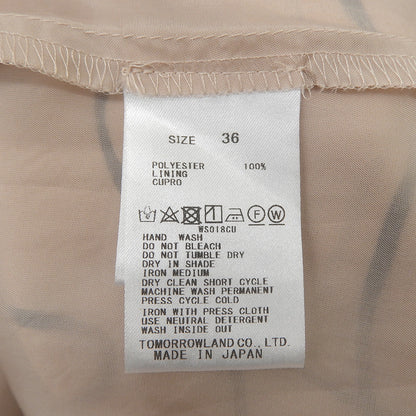 SIZE 36
POLYESTER 100%
LINING
CUPRO
F W
WS018CU
HAND WASH
DO NOT BLEACH
DO NOT TUMBLE DRY
DRY IN SHADE
IRON MEDIUM
DRY CLEAN SHORT CYCLE
MACHINE WASH PERMANENT
PRESS CYCLE COLD
IRON WITH PRESS CLOTH
USE NEUTRAL DETERGENT
WASH INSIDE OUT
TOMORROWLAND CO., LTD.
MADE IN JAPAN